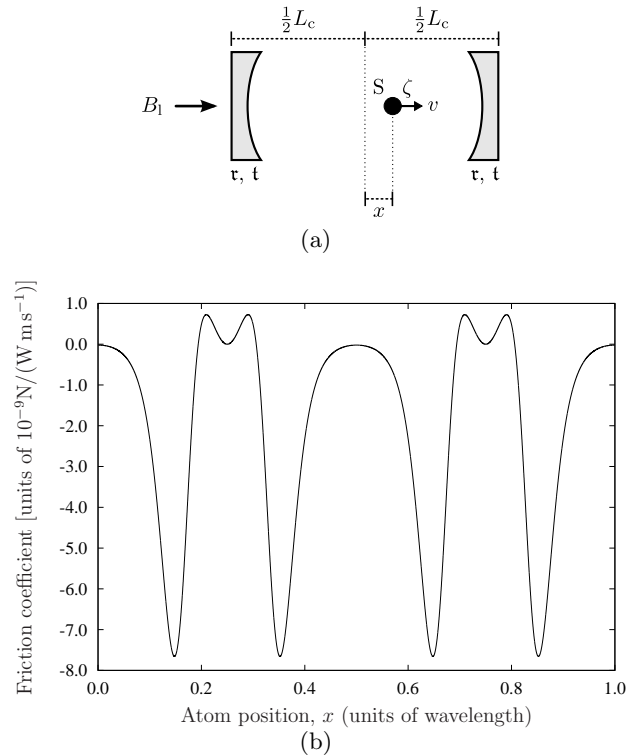 ½L_c ½L_c
B_l S ζ v
𝔯, 𝔱 𝔯, 𝔱
x
(a)
Friction coefficient [units of 10⁻⁹N/(W m s⁻¹)]
1.0
0.0
-1.0
-2.0
-3.0
-4.0
-5.0
-6.0
-7.0
-8.0
0.0 0.2 0.4 0.6 0.8 1.0
Atom position, x (units of wavelength)
(b)